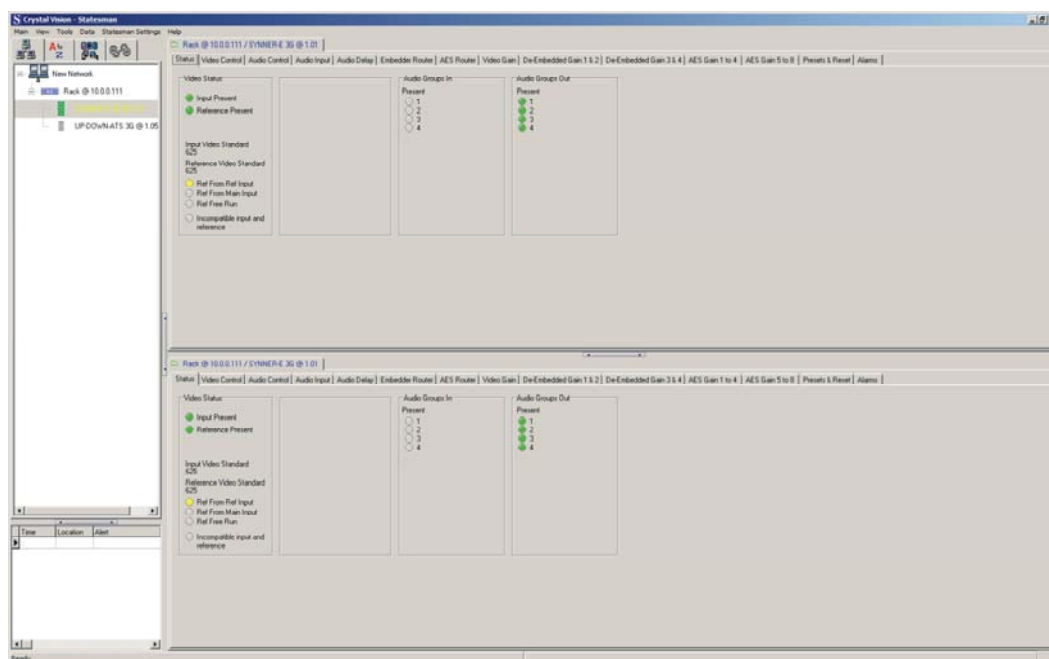 Crystal Vision - Statesman
Main View Tools Data Statesman Settings Help
New Network
Rack @ 10.0.0.111
UP-DOWN-ATS 3G @ 1.05
Time Location Alert
Ready
Rack @ 10.0.0.111 / SYNNER-E 3G @ 1.01
Status Video Control Audio Control Audio Input Audio Delay Embedder Router AES Router Video Gain De-Embedded Gain 1 & 2 De-Embedded Gain 3 & 4 AES Gain 1 to 4 AES Gain 5 to 8 Presets & Reset Alarms
Video Status
Input Present
Reference Present
Input Video Standard
625
Reference Video Standard
625
Ref From Ref Input
Ref From Main Input
Ref Free Run
Incompatible input and
reference
Audio Groups In
Present
1
2
3
4
Audio Groups Out
Present
1
2
3
4
Rack @ 10.0.0.111 / SYNNER-E 3G @ 1.01
Status Video Control Audio Control Audio Input Audio Delay Embedder Router AES Router Video Gain De-Embedded Gain 1 & 2 De-Embedded Gain 3 & 4 AES Gain 1 to 4 AES Gain 5 to 8 Presets & Reset Alarms
Video Status
Input Present
Reference Present
Input Video Standard
625
Reference Video Standard
625
Ref From Ref Input
Ref From Main Input
Ref Free Run
Incompatible input and
reference
Audio Groups In
Present
1
2
3
4
Audio Groups Out
Present
1
2
3
4